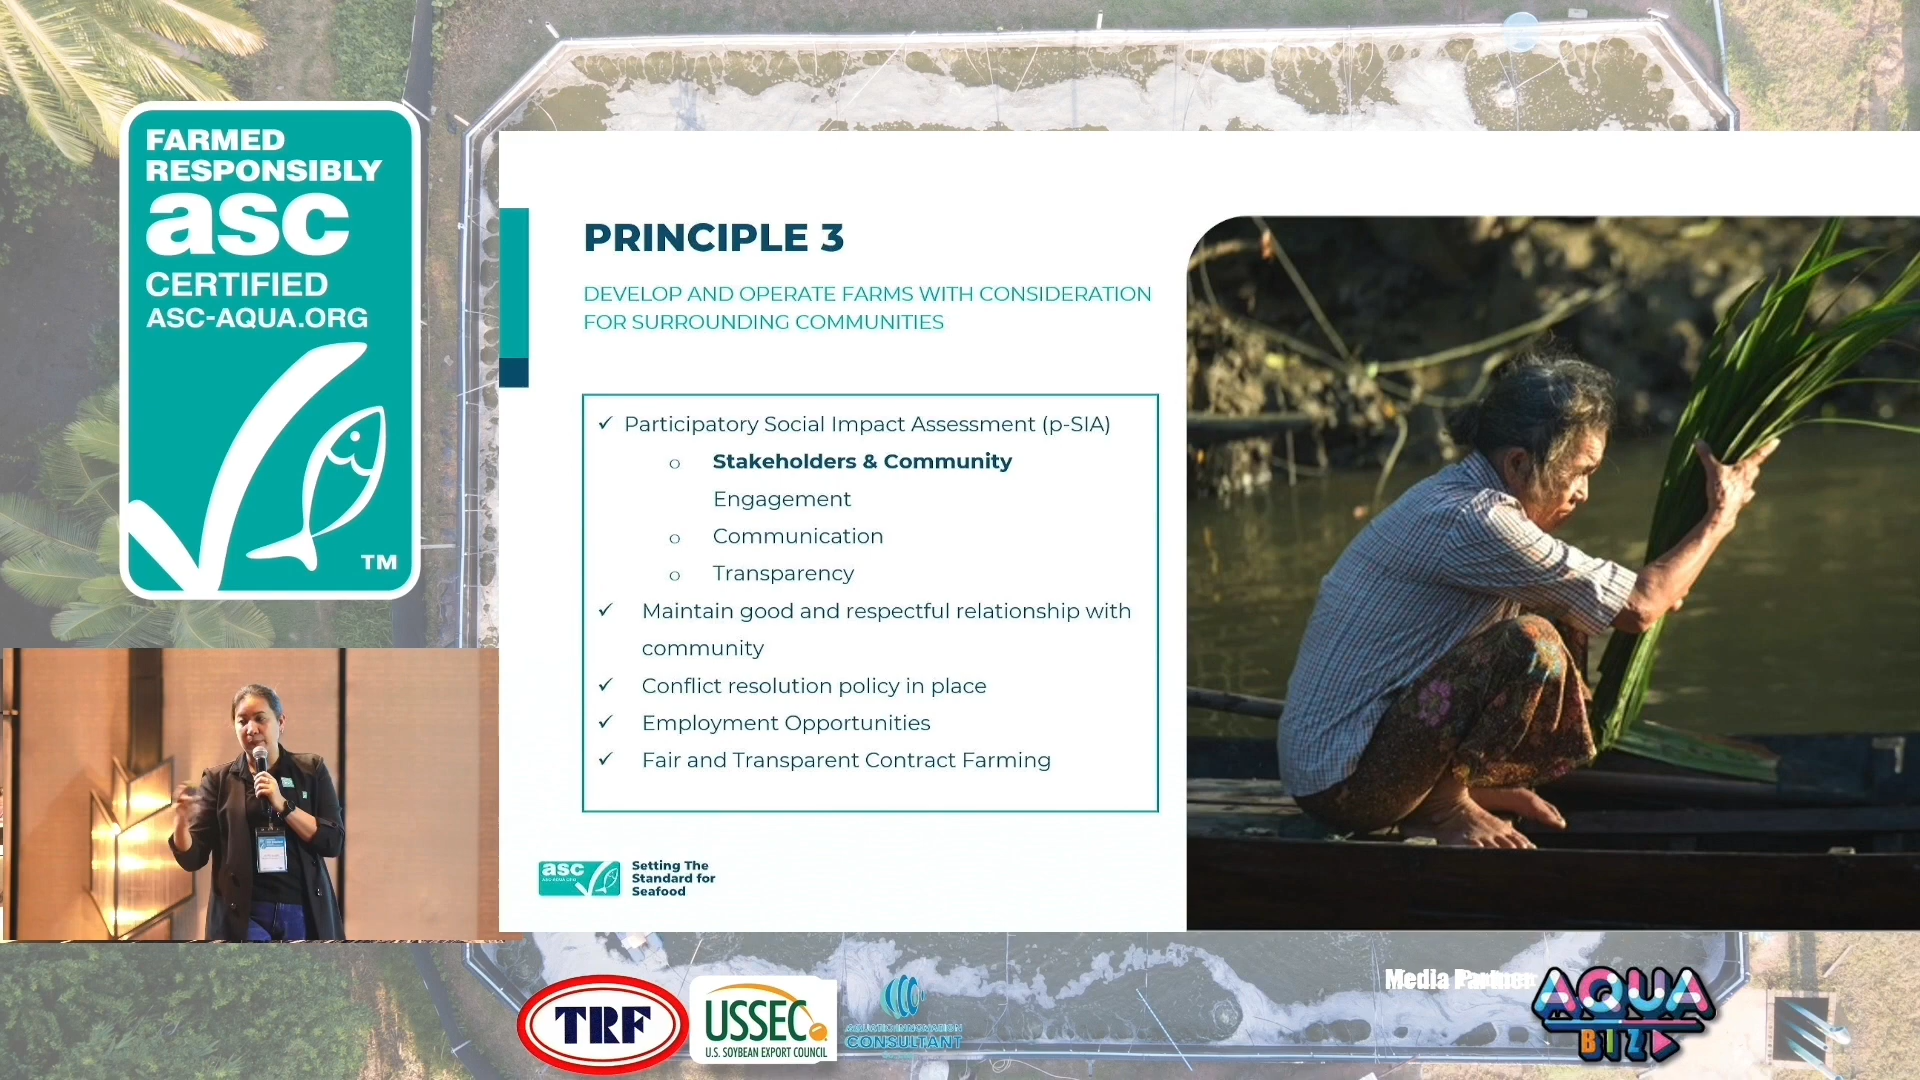 FARMED
RESPONSIBLY
asc
CERTIFIED
ASC-AQUA.ORG
TM
PRINCIPLE 3
DEVELOP AND OPERATE FARMS WITH CONSIDERATION
FOR SURROUNDING COMMUNITIES
✓ Participatory Social Impact Assessment (p-SIA)
o Stakeholders & Community
Engagement
o Communication
o Transparency
✓ Maintain good and respectful relationship with
community
✓ Conflict resolution policy in place
✓ Employment Opportunities
✓ Fair and Transparent Contract Farming
asc
Setting The
Standard for
Seafood
TRF
USSEC
U.S. SOYBEAN EXPORT COUNCIL
AQUATIC INNOVATION
CONSULTANT
Media Partner
AQUA
BIZ